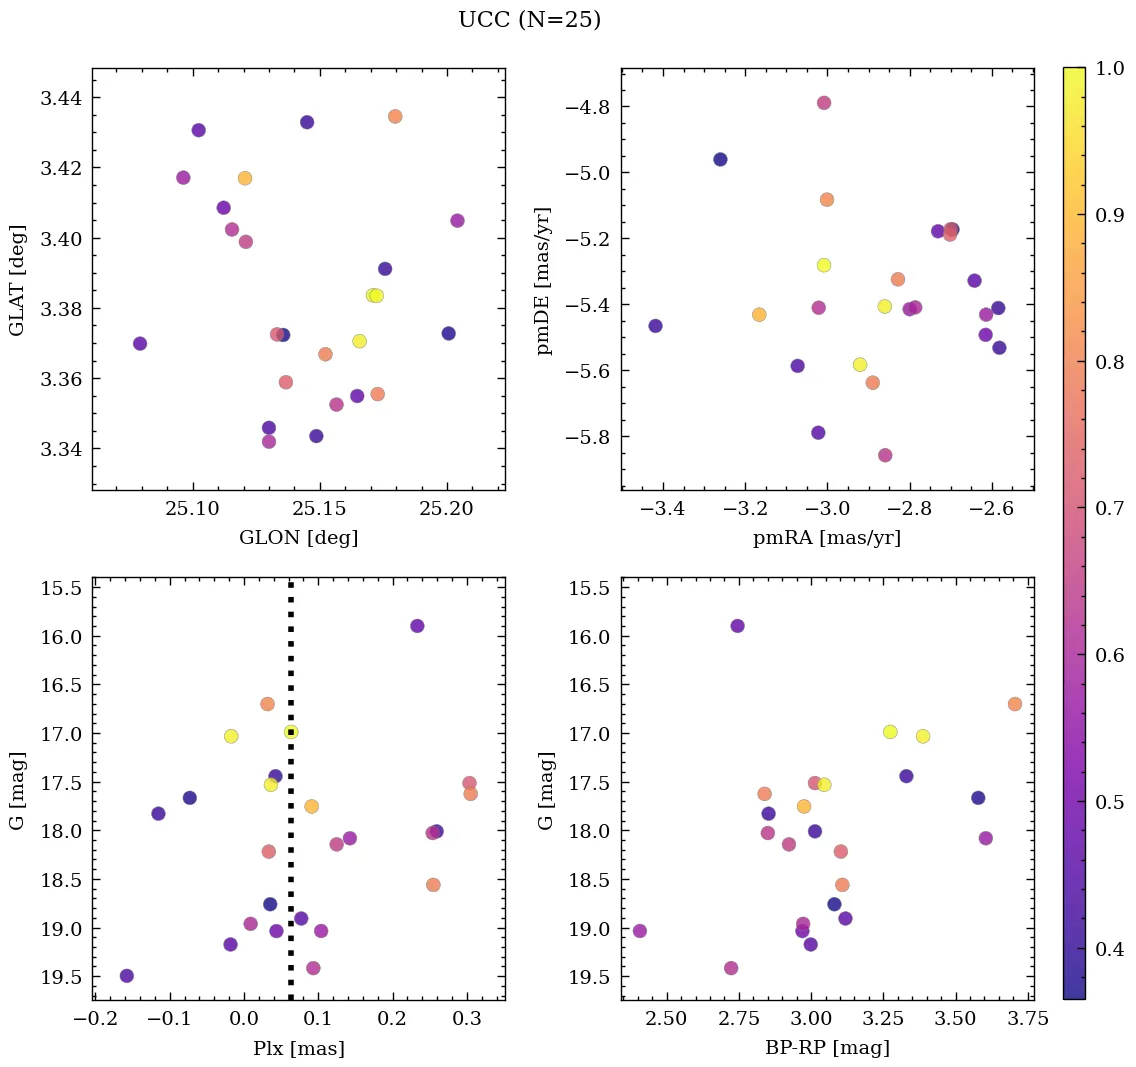 UCC (N=25)
3.44
3.42
3.40
3.38
3.36
3.34
GLAT [deg]
25.10 25.15 25.20
GLON [deg]
−4.8
−5.0
−5.2
−5.4
−5.6
−5.8
pmDE [mas/yr]
−3.4 −3.2 −3.0 −2.8 −2.6
pmRA [mas/yr]
15.5
16.0
16.5
17.0
17.5
18.0
18.5
19.0
19.5
G [mag]
−0.2 −0.1 0.0 0.1 0.2 0.3
Plx [mas]
15.5
16.0
16.5
17.0
17.5
18.0
18.5
19.0
19.5
G [mag]
2.50 2.75 3.00 3.25 3.50 3.75
BP-RP [mag]
1.0
0.9
0.8
0.7
0.6
0.5
0.4